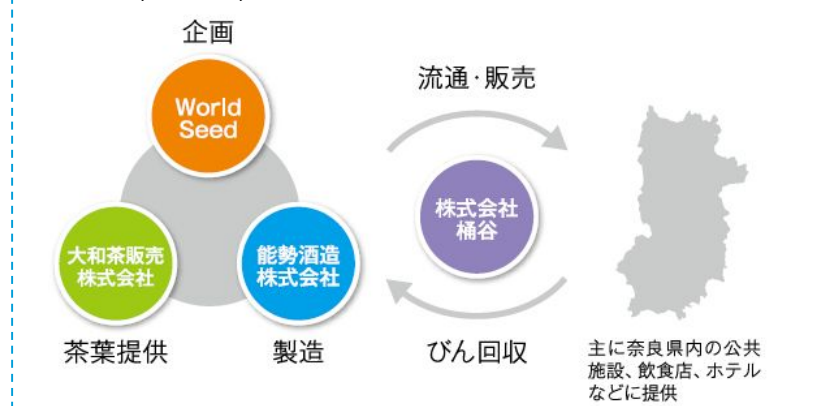 企画
World
Seed
大和茶販売
株式会社
茶葉提供
能勢酒造
株式会社
製造
流通・販売
株式会社
桶谷
びん回収
主に奈良県内の公共
施設、飲食店、ホテル
などに提供